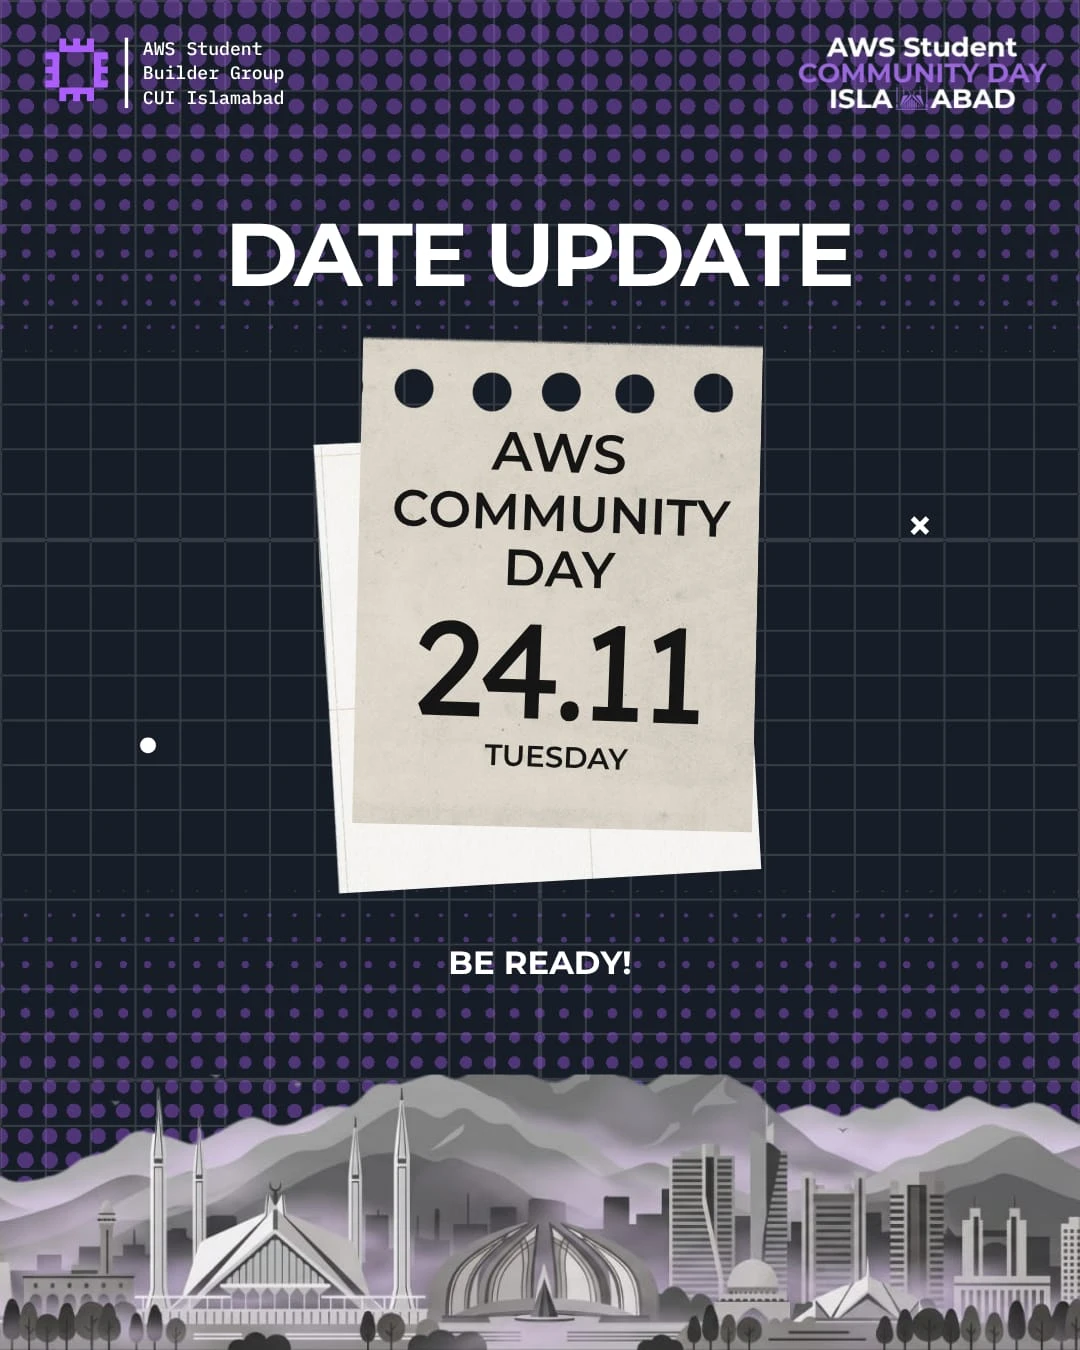 AWS Student
Builder Group
CUI Islamabad
AWS Student
COMMUNITY DAY
ISLAMABAD
DATE UPDATE
AWS
COMMUNITY
DAY
24.11
TUESDAY
BE READY!